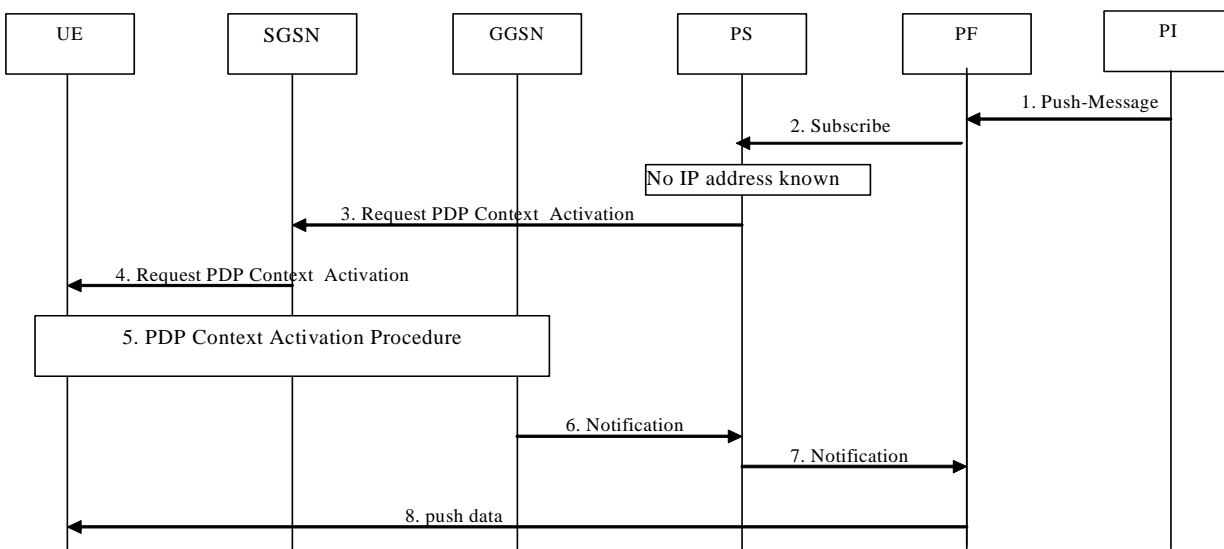 UE
SGSN
GGSN
PS
PF
PI
1. Push-Message
2. Subscribe
No IP address known
3. Request PDP Context Activation
4. Request PDP Context Activation
5. PDP Context Activation Procedure
6. Notification
7. Notification
8. push data